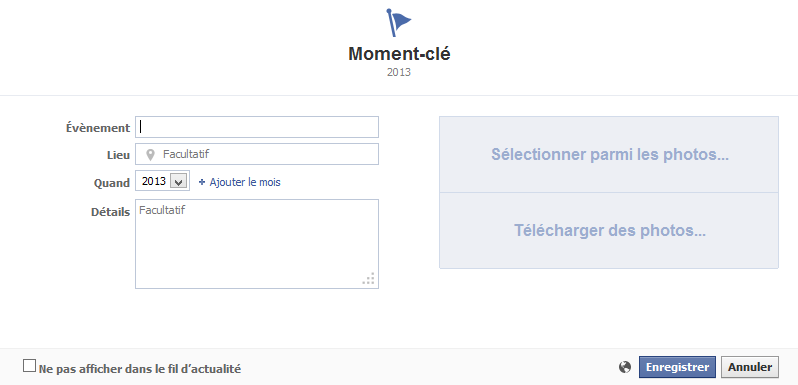 Moment-clé
2013
Évènement
Lieu Facultatif
Quand 2013 + Ajouter le mois
Détails Facultatif
Sélectionner parmi les photos...
Télécharger des photos...
Ne pas afficher dans le fil d'actualité
Enregistrer Annuler